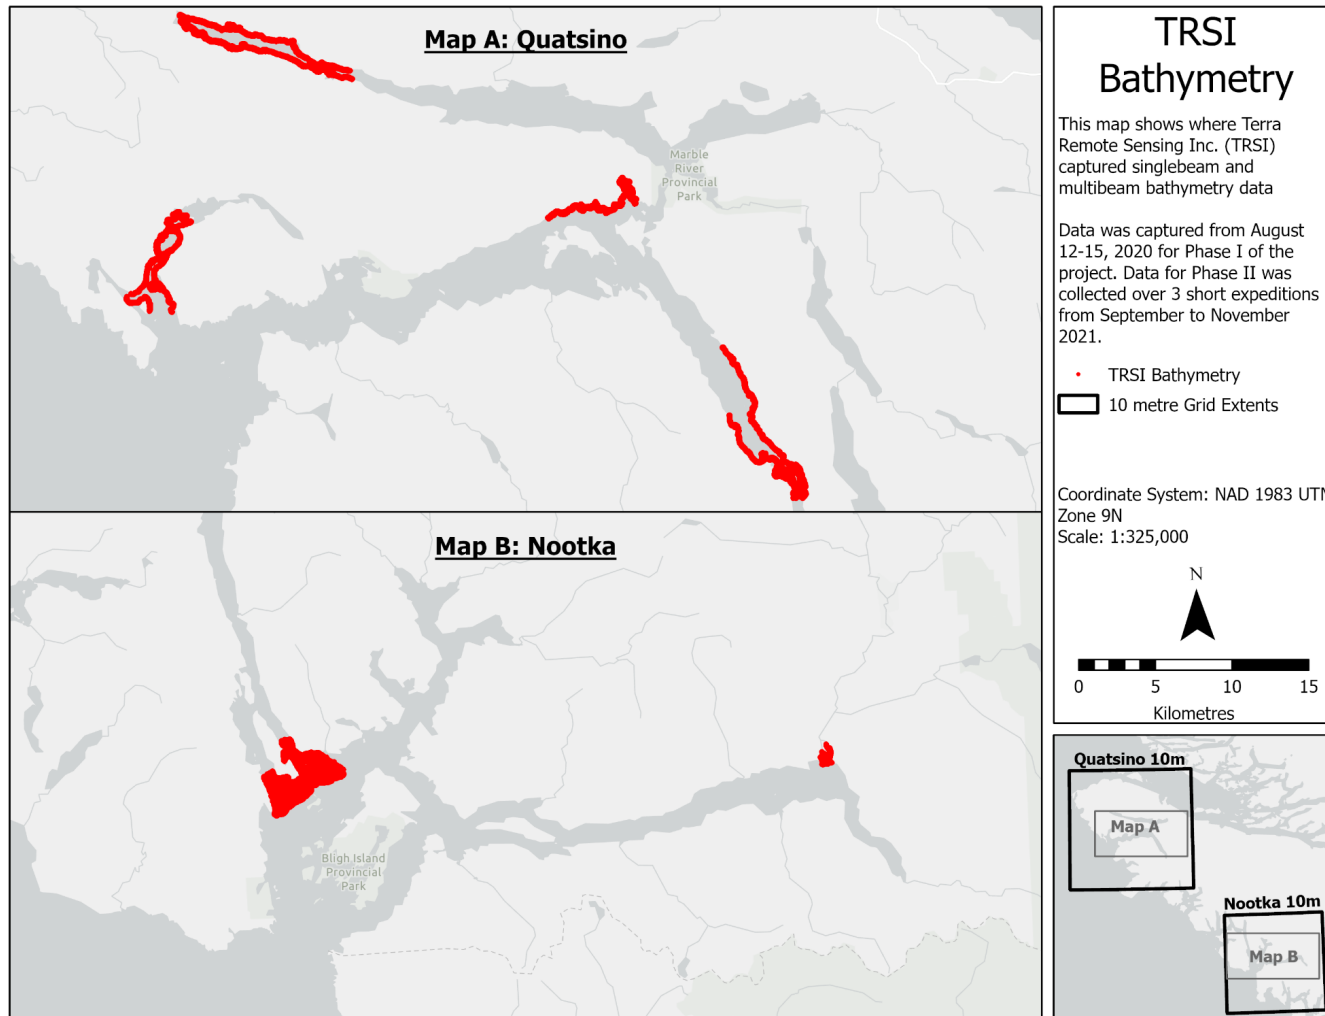 Map A: Quatsino
Marble
River
Provincial
Park
Map B: Nootka
Bligh Island
Provincial
Park
TRSI
Bathymetry
This map shows where Terra
Remote Sensing Inc. (TRSI)
captured singlebeam and
multibeam bathymetry data
Data was captured from August
12-15, 2020 for Phase I of the
project. Data for Phase II was
collected over 3 short expeditions
from September to November
2021.
TRSI Bathymetry
10 metre Grid Extents
Coordinate System: NAD 1983 UTM
Zone 9N
Scale: 1:325,000
N
0 5 10 15
Kilometres
Quatsino 10m
Map A
Nootka 10m
Map B